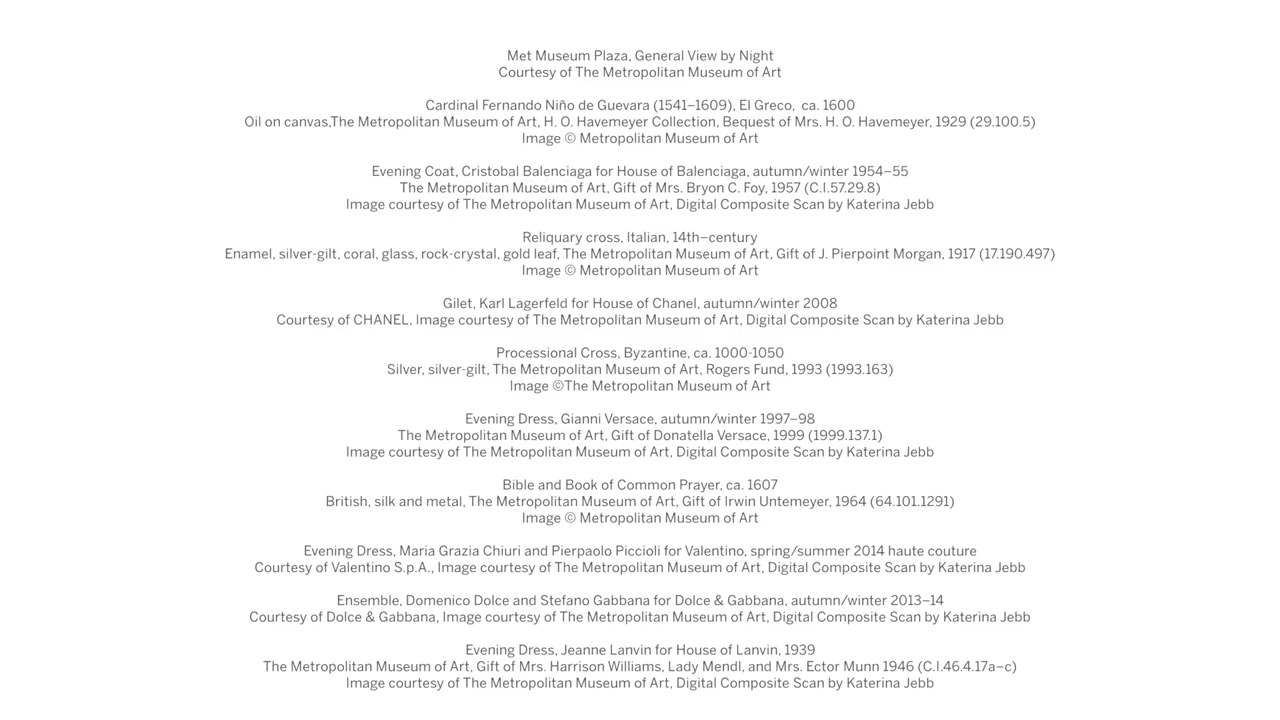 Met Museum Plaza, General View by Night
Courtesy of The Metropolitan Museum of Art
Cardinal Fernando Niño de Guevara (1541–1609), El Greco, ca. 1600
Oil on canvas,The Metropolitan Museum of Art, H. O. Havemeyer Collection, Bequest of Mrs. H. O. Havemeyer, 1929 (29.100.5)
Image © Metropolitan Museum of Art
Evening Coat, Cristobal Balenciaga for House of Balenciaga, autumn/winter 1954–55
The Metropolitan Museum of Art, Gift of Mrs. Bryon C. Foy, 1957 (C.I.57.29.8)
Image courtesy of The Metropolitan Museum of Art, Digital Composite Scan by Katerina Jebb
Reliquary cross, Italian, 14th–century
Enamel, silver-gilt, coral, glass, rock-crystal, gold leaf, The Metropolitan Museum of Art, Gift of J. Pierpoint Morgan, 1917 (17.190.497)
Image © Metropolitan Museum of Art
Gilet, Karl Lagerfeld for House of Chanel, autumn/winter 2008
Courtesy of CHANEL, Image courtesy of The Metropolitan Museum of Art, Digital Composite Scan by Katerina Jebb
Processional Cross, Byzantine, ca. 1000-1050
Silver, silver-gilt, The Metropolitan Museum of Art, Rogers Fund, 1993 (1993.163)
Image ©The Metropolitan Museum of Art
Evening Dress, Gianni Versace, autumn/winter 1997–98
The Metropolitan Museum of Art, Gift of Donatella Versace, 1999 (1999.137.1)
Image courtesy of The Metropolitan Museum of Art, Digital Composite Scan by Katerina Jebb
Bible and Book of Common Prayer, ca. 1607
British, silk and metal, The Metropolitan Museum of Art, Gift of Irwin Untemeyer, 1964 (64.101.1291)
Image © Metropolitan Museum of Art
Evening Dress, Maria Grazia Chiuri and Pierpaolo Piccioli for Valentino, spring/summer 2014 haute couture
Courtesy of Valentino S.p.A., Image courtesy of The Metropolitan Museum of Art, Digital Composite Scan by Katerina Jebb
Ensemble, Domenico Dolce and Stefano Gabbana for Dolce & Gabbana, autumn/winter 2013–14
Courtesy of Dolce & Gabbana, Image courtesy of The Metropolitan Museum of Art, Digital Composite Scan by Katerina Jebb
Evening Dress, Jeanne Lanvin for House of Lanvin, 1939
The Metropolitan Museum of Art, Gift of Mrs. Harrison Williams, Lady Mendl, and Mrs. Ector Munn 1946 (C.I.46.4.17a–c)
Image courtesy of The Metropolitan Museum of Art, Digital Composite Scan by Katerina Jebb